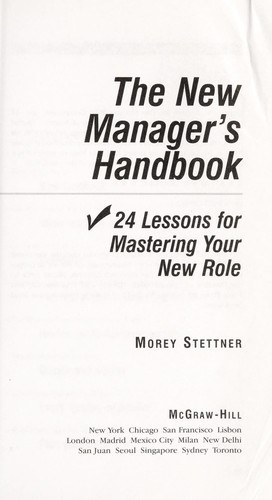 The New
Manager's
Handbook
24 Lessons for
Mastering Your
New Role
MOREY STETTNER
MCGRAW-HILL
New York Chicago San Francisco Lisbon
London Madrid Mexico City Milan New Delhi
San Juan Seoul Singapore Sydney Toronto